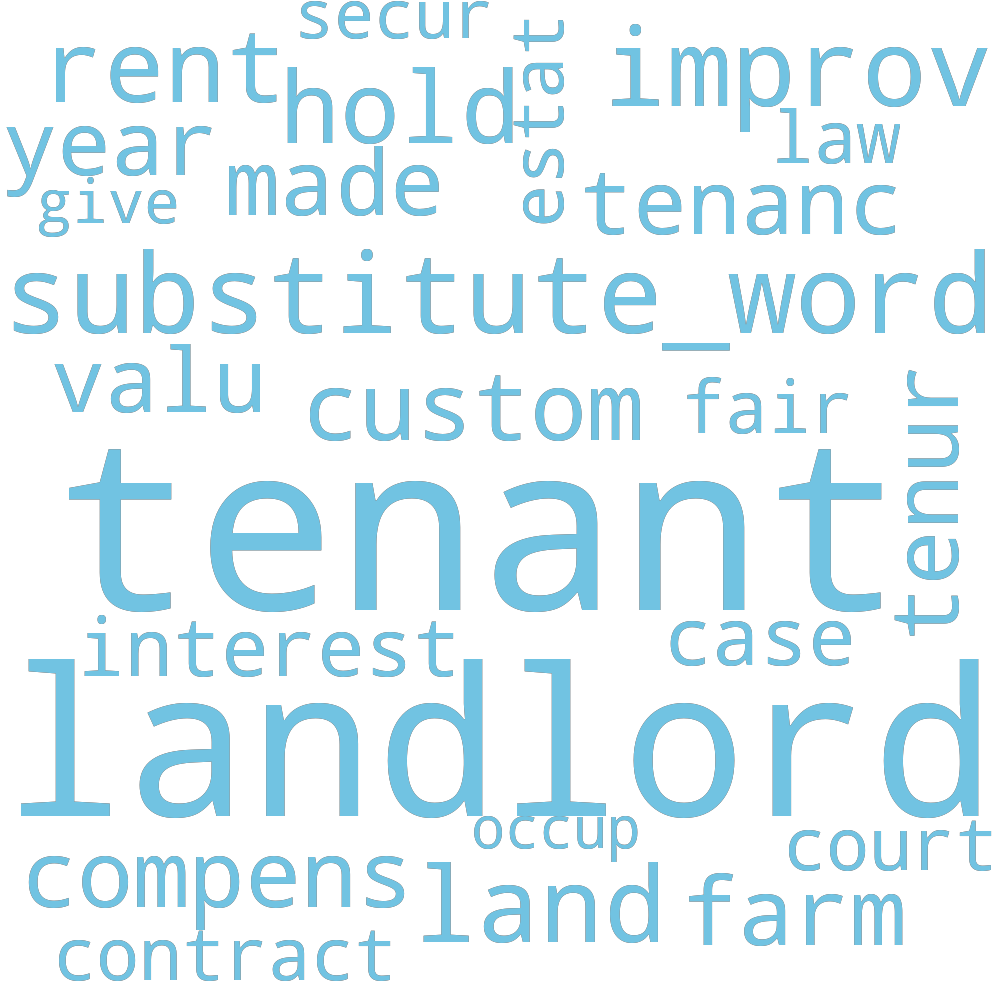 secur
rent
hold
estat
improv
year
law
made
give
tenanc
substitute_word
valu
custom
fair
tenur
tenant
interest
case
landlord
occup
court
compens
land
farm
contract